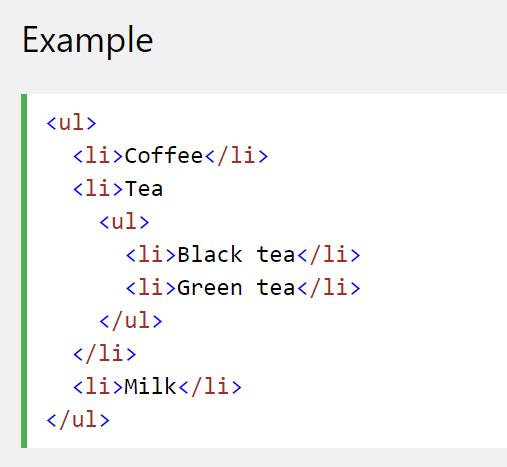 Example
<ul>
  <li>Coffee</li>
  <li>Tea
    <ul>
      <li>Black tea</li>
      <li>Green tea</li>
    </ul>
  </li>
  <li>Milk</li>
</ul>